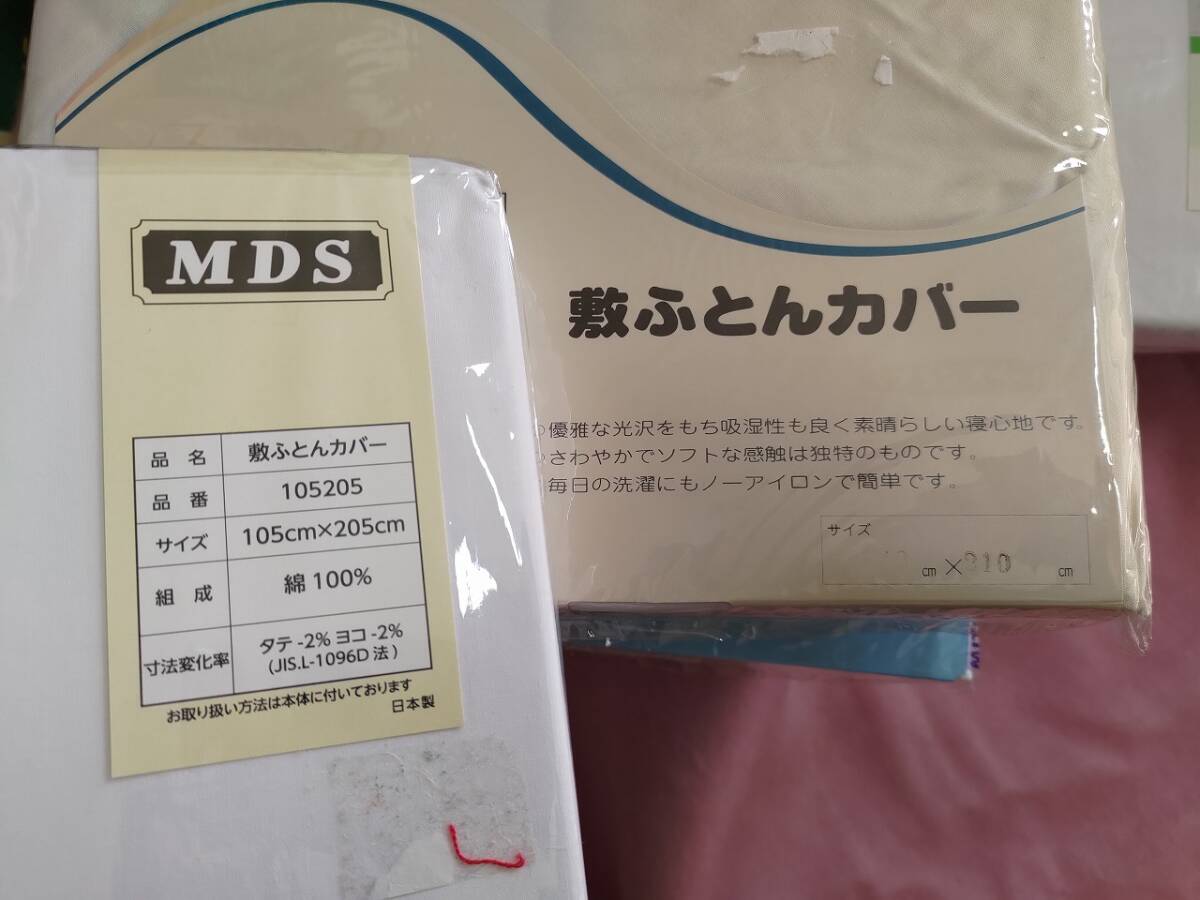 MDS
品名 敷ふとんカバー
品番 105205
サイズ 105cm×205cm
組成 綿100%
寸法変化率 タテ-2% ヨコ-2%
(JIS.L-1096D法)
お取り扱い方法は本体に付いております
日本製
敷ふとんカバー
優雅な光沢をもち吸湿性も良く素晴らしい寝心地です。
さわやかでソフトな感触は独特のものです。
毎日の洗濯にもノーアイロンで簡単です。
サイズ
cm × 210 cm